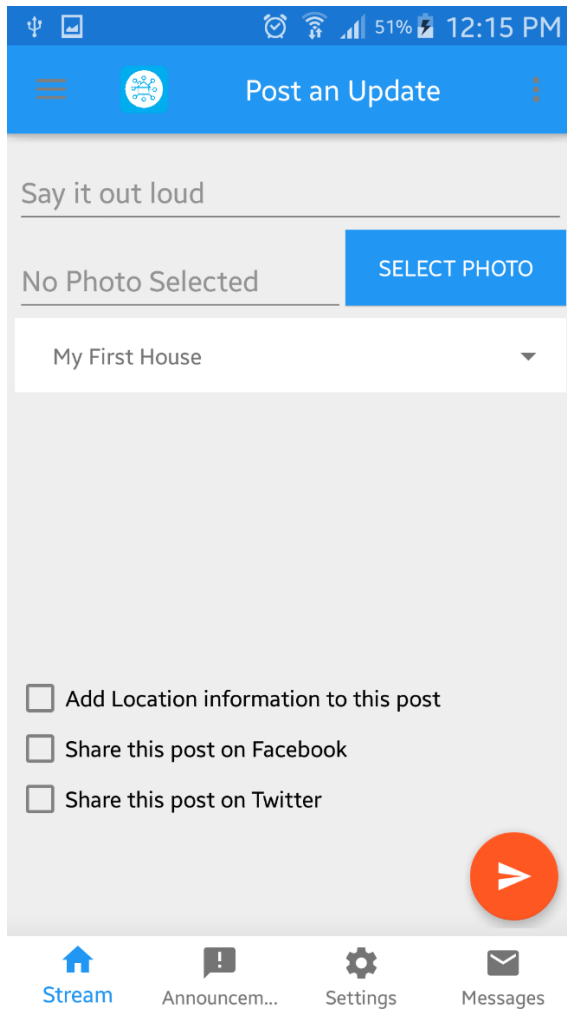 51% 12:15 PM
Post an Update
Say it out loud
No Photo Selected
SELECT PHOTO
My First House
Add Location information to this post
Share this post on Facebook
Share this post on Twitter
Stream Announcem... Settings Messages